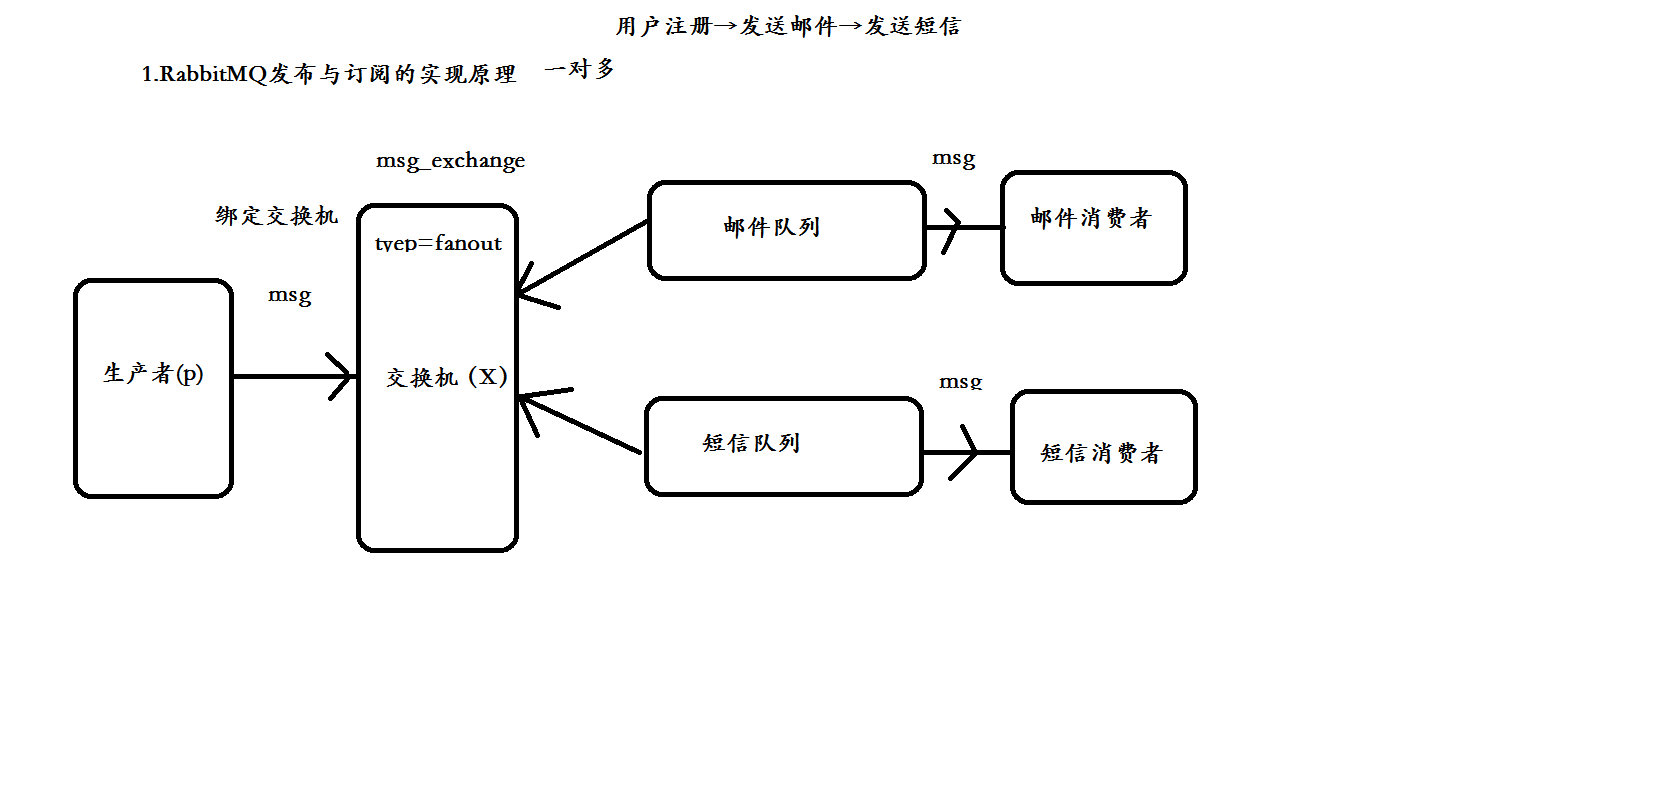 用户注册→发送邮件→发送短信
1.RabbitMQ发布与订阅的实现原理 一对多
msg_exchange
msg
绑定交换机
邮件队列
邮件消费者
tyep=fanout
msg
生产者(p)
交换机（X）
msg
短信队列
短信消费者